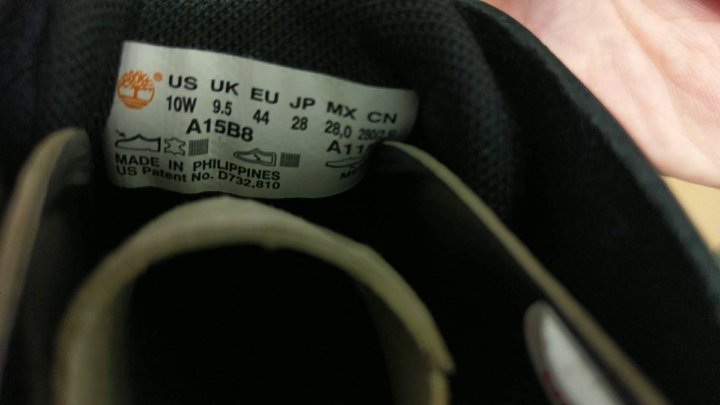 US UK EU JP MX CN
10W 9.5 44 28 28,0
A15B8
MADE IN PHILIPPINES
US Patent No. D732,810